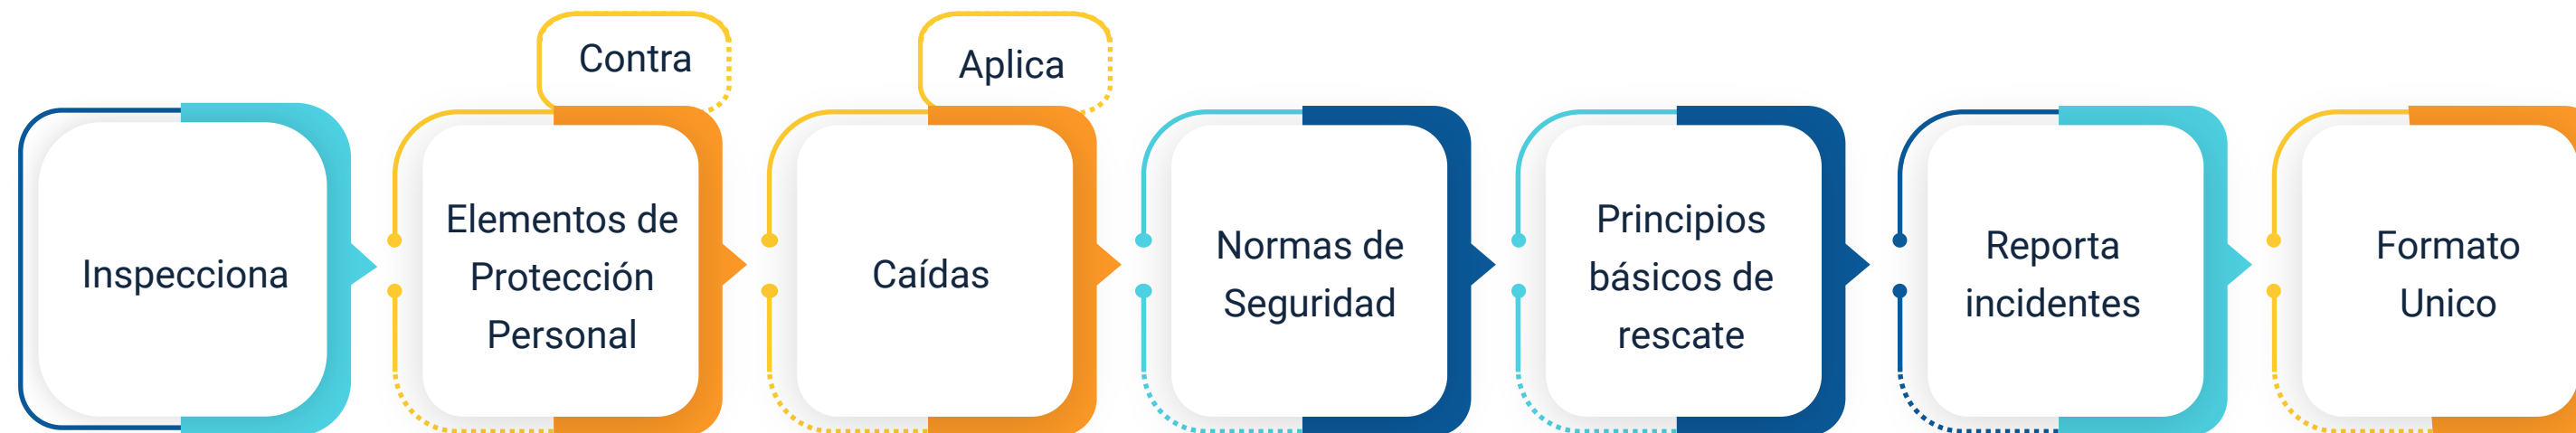 Contra
Aplica
Inspecciona
Elementos de
Protección
Personal
Caídas
Normas de
Seguridad
Principios
básicos de
rescate
Reporta
incidentes
Formato
Unico